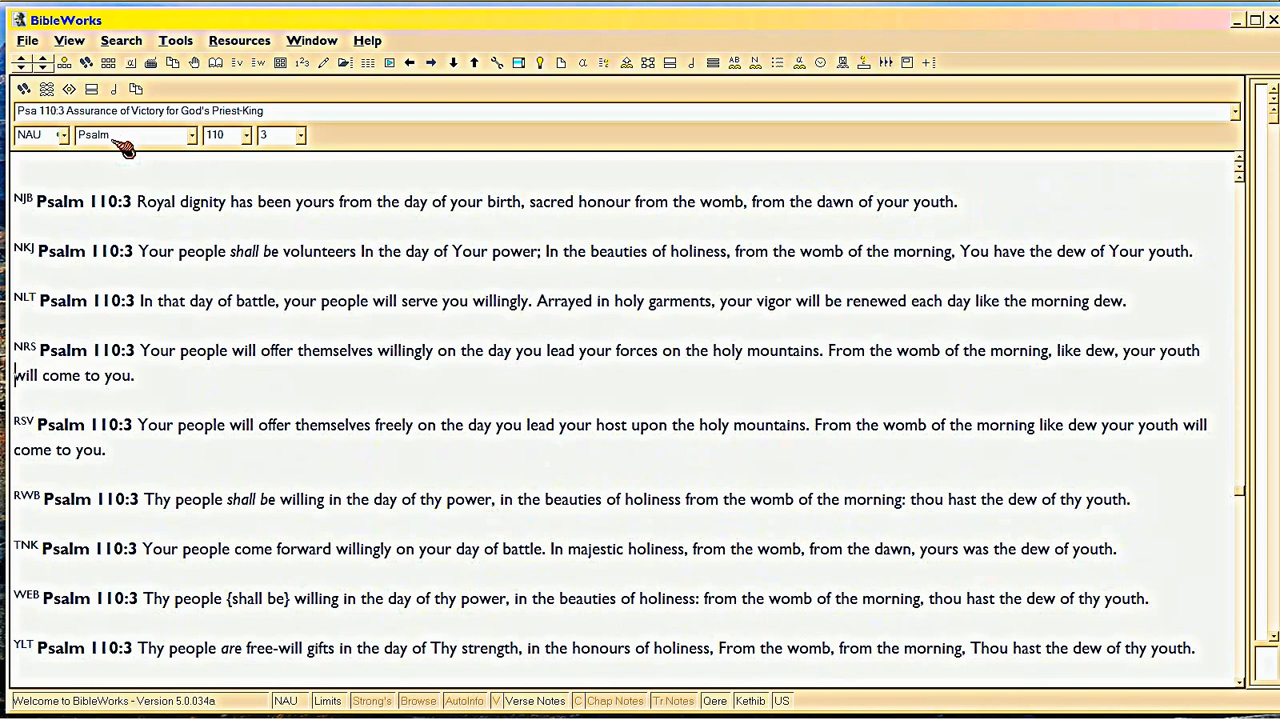 BibleWorks
File View Search Tools Resources Window Help
Psa 110:3 Assurance of Victory for God's Priest-King
NAU Psalm 110 3
NJB Psalm 110:3 Royal dignity has been yours from the day of your birth, sacred honour from the womb, from the dawn of your youth.
NKJ Psalm 110:3 Your people shall be volunteers In the day of Your power; In the beauties of holiness, from the womb of the morning, You have the dew of Your youth.
NLT Psalm 110:3 In that day of battle, your people will serve you willingly. Arrayed in holy garments, your vigor will be renewed each day like the morning dew.
NRS Psalm 110:3 Your people will offer themselves willingly on the day you lead your forces on the holy mountains. From the womb of the morning, like dew, your youth
will come to you.
RSV Psalm 110:3 Your people will offer themselves freely on the day you lead your host upon the holy mountains. From the womb of the morning like dew your youth will
come to you.
RWB Psalm 110:3 Thy people shall be willing in the day of thy power, in the beauties of holiness from the womb of the morning: thou hast the dew of thy youth.
TNK Psalm 110:3 Your people come forward willingly on your day of battle. In majestic holiness, from the womb, from the dawn, yours was the dew of youth.
WEB Psalm 110:3 Thy people {shall be} willing in the day of thy power, in the beauties of holiness: from the womb of the morning, thou hast the dew of thy youth.
YLT Psalm 110:3 Thy people are free-will gifts in the day of Thy strength, in the honours of holiness, From the womb, from the morning, Thou hast the dew of thy youth.
Welcome to BibleWorks - Version 5.0.034a NAU Limits Strong's Browse AutoInfo V Verse Notes C Chap Notes Tr Notes Qere Kethib US